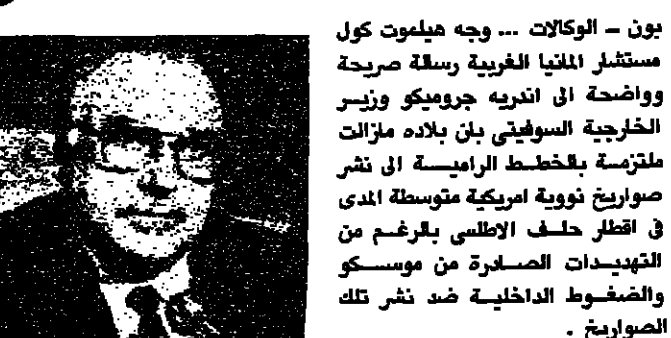 بون – الوكالات ... وجه هيلموت كول
مستشار المانيا الغربية رسالة صريحة
وواضحة الى اندريه جروميكو وزير
الخارجية السوفيتى بان بلاده مازالت
ملتزمة بالخطط الرامية الى نشر
صواريخ نووية امريكية متوسطة المدى
في اقطار حلف الاطلسى بالرغم من
التهديدات الصادرة من موسكو
والضغوط الداخلية ضد نشر تلك
الصواريخ .